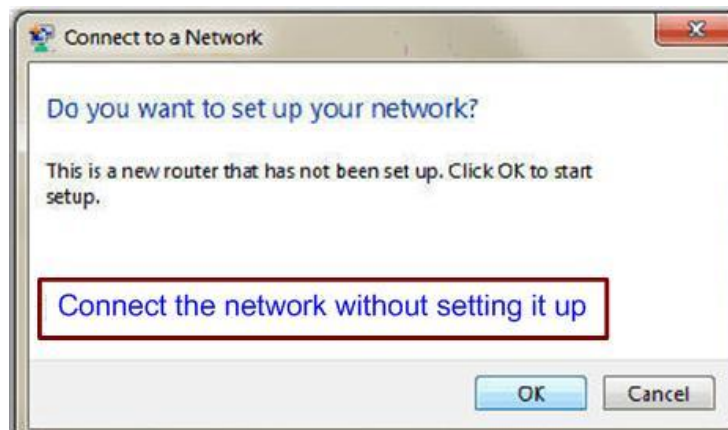 Connect to a Network
Do you want to set up your network?
This is a new router that has not been set up. Click OK to start
setup.
Connect the network without setting it up
OK
Cancel